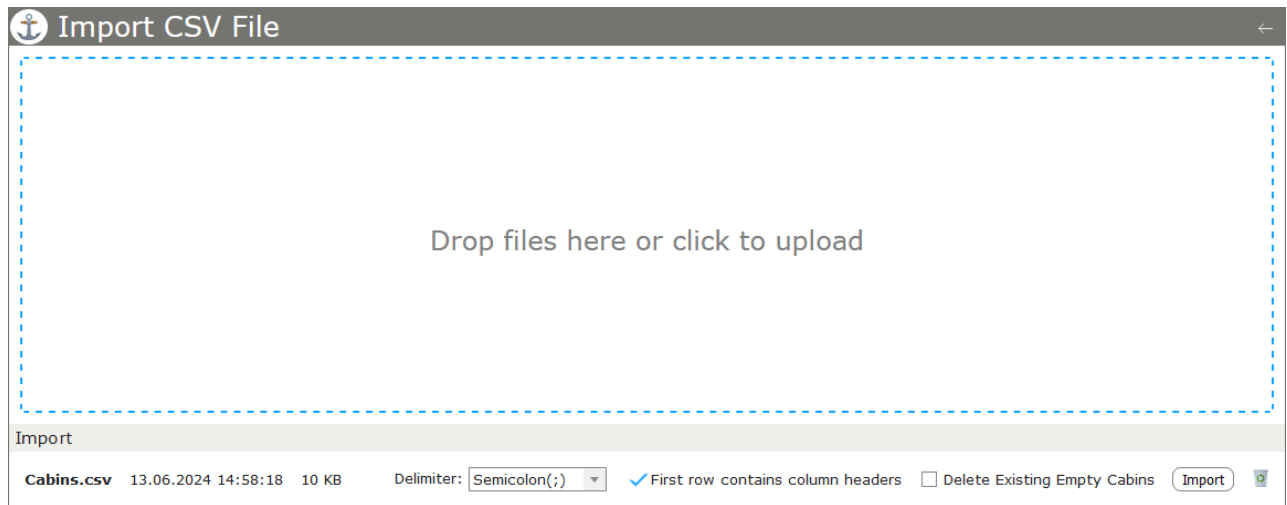 Import CSV File
Drop files here or click to upload
Import
Cabins.csv 13.06.2024 14:58:18 10 KB Delimiter: Semicolon(;) First row contains column headers Delete Existing Empty Cabins Import